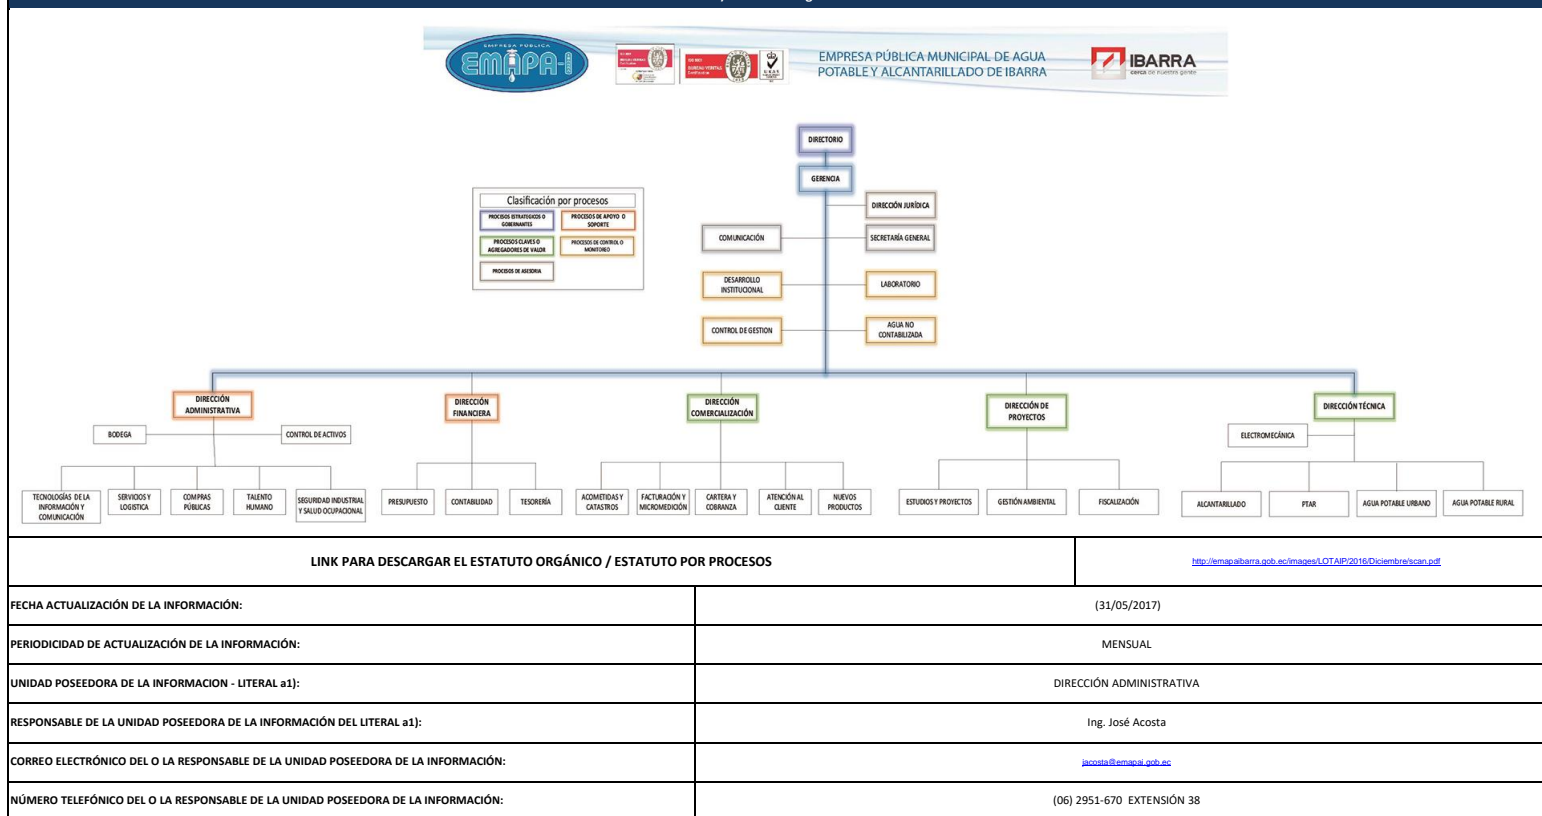 EMPRESA PÚBLICA
EMAPA-I
EMPRESA PÚBLICA MUNICIPAL DE AGUA
POTABLE Y ALCANTARILLADO DE IBARRA
IBARRA
cerca de nuestra gente
DIRECTORIO
GERENCIA
DIRECCIÓN JURÍDICA
COMUNICACIÓN
SECRETARÍA GENERAL
DESARROLLO
INSTITUCIONAL
LABORATORIO
CONTROL DE GESTION
AGUA NO
CONTABILIZADA
Clasificación por procesos
PROCESOS ESTRATEGICOS O
GOBERNANTES
PROCESOS DE APOYO O
SOPORTE
PROCESOS CLAVES O
AGREGADORES DE VALOR
PROCESOS DE CONTROL O
MONITOREO
PROCESOS DE ASESORIA
DIRECCIÓN
ADMINISTRATIVA
DIRECCIÓN
FINANCIERA
DIRECCIÓN
COMERCIALIZACIÓN
DIRECCIÓN DE
PROYECTOS
DIRECCIÓN TÉCNICA
BODEGA
CONTROL DE ACTIVOS
ELECTROMECÁNICA
TECNOLOGÍAS DE LA
INFORMACIÓN Y
COMUNICACIÓN
SERVICIOS Y
LOGISTICA
COMPRAS
PÚBLICAS
TALENTO
HUMANO
SEGURIDAD INDUSTRIAL
Y SALUD OCUPACIONAL
PRESUPUESTO
CONTABILIDAD
TESORERÍA
ACOMETIDAS Y
CATASTROS
FACTURACIÓN Y
MICROMEDICIÓN
CARTERA Y
COBRANZA
ATENCIÓN AL
CLIENTE
NUEVOS
PRODUCTOS
ESTUDIOS Y PROYECTOS
GESTIÓN AMBIENTAL
FISCALIZACIÓN
ALCANTARILLADO
PTAR
AGUA POTABLE URBANO
AGUA POTABLE RURAL
LINK PARA DESCARGAR EL ESTATUTO ORGÁNICO / ESTATUTO POR PROCESOS
http://emapaibarra.gob.ec/images/LOTAIP/2016/Diciembre/scan.pdf
FECHA ACTUALIZACIÓN DE LA INFORMACIÓN:
(31/05/2017)
PERIODICIDAD DE ACTUALIZACIÓN DE LA INFORMACIÓN:
MENSUAL
UNIDAD POSEEDORA DE LA INFORMACION - LITERAL a1):
DIRECCIÓN ADMINISTRATIVA
RESPONSABLE DE LA UNIDAD POSEEDORA DE LA INFORMACIÓN DEL LITERAL a1):
Ing. José Acosta
CORREO ELECTRÓNICO DEL O LA RESPONSABLE DE LA UNIDAD POSEEDORA DE LA INFORMACIÓN:
jacosta@emapai.gob.ec
NÚMERO TELEFÓNICO DEL O LA RESPONSABLE DE LA UNIDAD POSEEDORA DE LA INFORMACIÓN:
(06) 2951-670 EXTENSIÓN 38